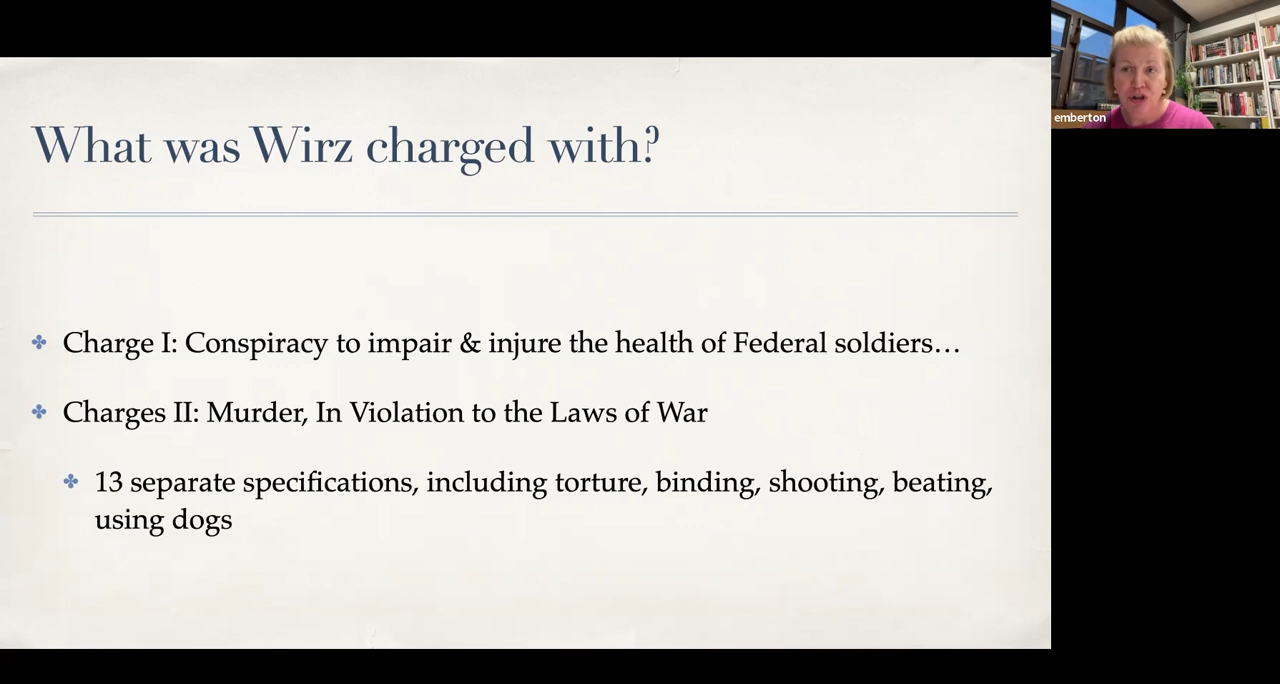 What was Wirz charged with?
Charge I: Conspiracy to impair & injure the health of Federal soldiers…
Charges II: Murder, In Violation to the Laws of War
13 separate specifications, including torture, binding, shooting, beating,
using dogs
emberton